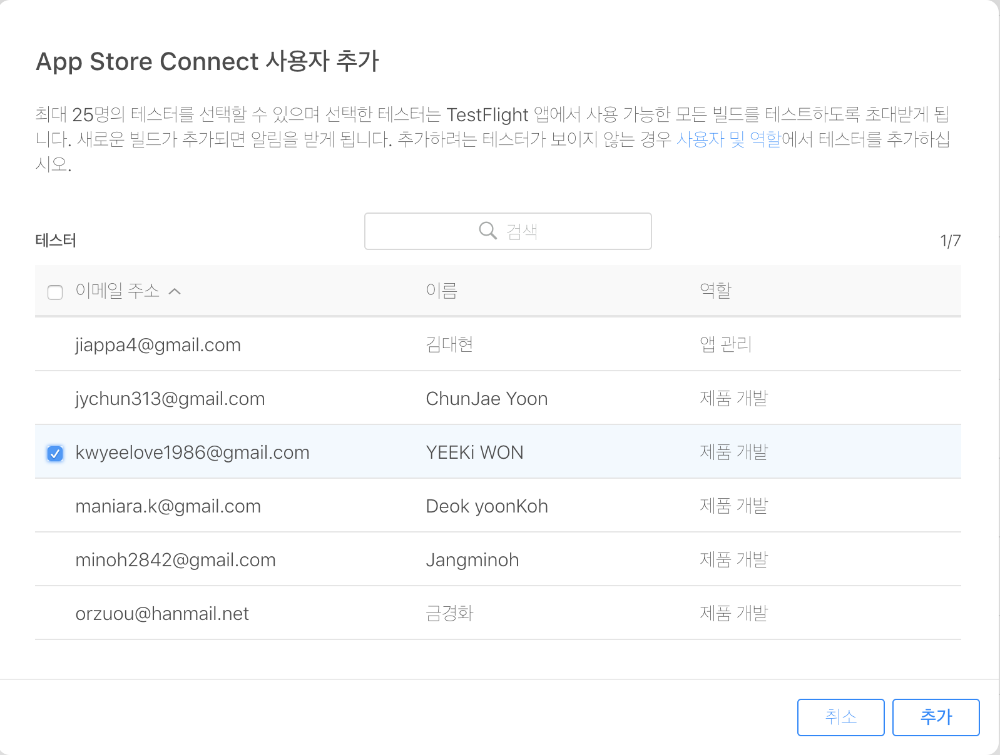 App Store Connect 사용자 추가
최대 25명의 테스터를 선택할 수 있으며 선택한 테스터는 TestFlight 앱에서 사용 가능한 모든 빌드를 테스트하도록 초대받게 됩
니다. 새로운 빌드가 추가되면 알림을 받게 됩니다. 추가하려는 테스터가 보이지 않는 경우 사용자 및 역할에서 테스터를 추가하십
시오.
검색
테스터 1/7
이메일 주소 이름 역할
jiappa4@gmail.com 김대현 앱 관리
jychun313@gmail.com ChunJae Yoon 제품 개발
kwyeelove1986@gmail.com YEEKi WON 제품 개발
maniara.k@gmail.com Deok yoonKoh 제품 개발
minoh2842@gmail.com Jangminoh 제품 개발
orzuou@hanmail.net 금경화 제품 개발
취소 추가